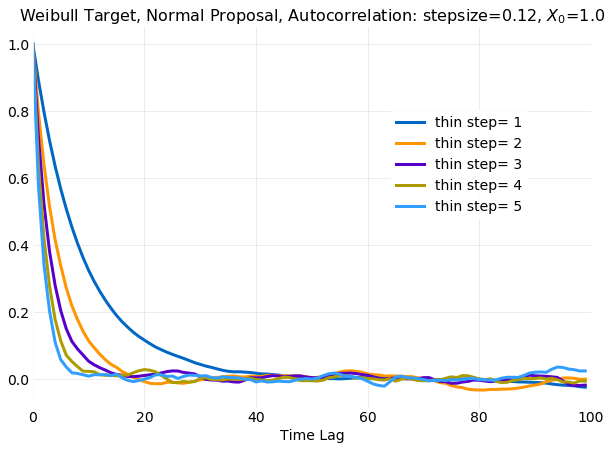 Weibull Target, Normal Proposal, Autocorrelation: stepsize=0.12, $X_0$=1.0
1.0
0.8
0.6
0.4
0.2
0.0
thin step= 1
thin step= 2
thin step= 3
thin step= 4
thin step= 5
0 20 40 60 80 100
Time Lag